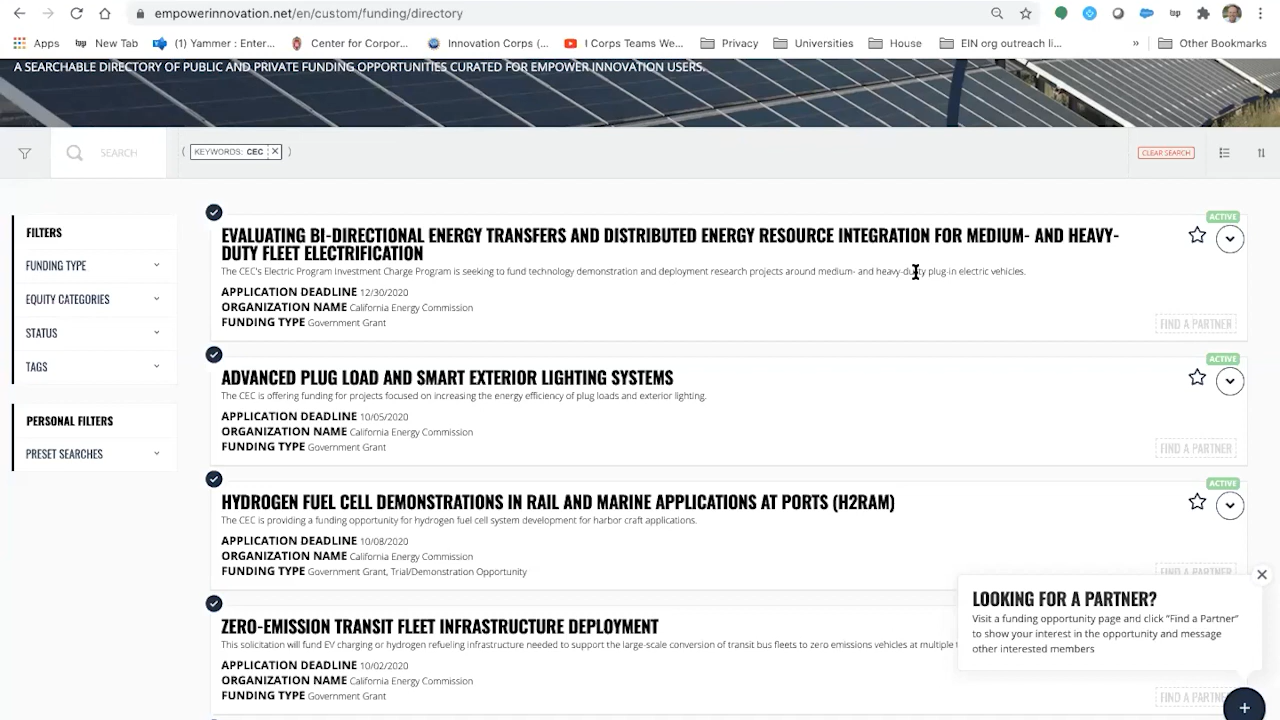 empowerinnovation.net/en/custom/funding/directory
Apps
New Tab
(1) Yammer : Enter...
Center for Corpor...
Innovation Corps (...
I Corps Teams We...
Privacy
Universities
House
EIN org outreach li...
»
Other Bookmarks
A SEARCHABLE DIRECTORY OF PUBLIC AND PRIVATE FUNDING OPPORTUNITIES CURATED FOR EMPOWER INNOVATION USERS.
SEARCH
( KEYWORDS: CEC × )
CLEAR SEARCH
FILTERS
FUNDING TYPE
EQUITY CATEGORIES
STATUS
TAGS
PERSONAL FILTERS
PRESET SEARCHES
ACTIVE
EVALUATING BI-DIRECTIONAL ENERGY TRANSFERS AND DISTRIBUTED ENERGY RESOURCE INTEGRATION FOR MEDIUM- AND HEAVY-
DUTY FLEET ELECTRIFICATION
The CEC's Electric Program Investment Charge Program is seeking to fund technology demonstration and deployment research projects around medium- and heavy-duty plug-in electric vehicles.
APPLICATION DEADLINE 12/30/2020
ORGANIZATION NAME California Energy Commission
FUNDING TYPE Government Grant
FIND A PARTNER
ACTIVE
ADVANCED PLUG LOAD AND SMART EXTERIOR LIGHTING SYSTEMS
The CEC is offering funding for projects focused on increasing the energy efficiency of plug loads and exterior lighting.
APPLICATION DEADLINE 10/05/2020
ORGANIZATION NAME California Energy Commission
FUNDING TYPE Government Grant
FIND A PARTNER
ACTIVE
HYDROGEN FUEL CELL DEMONSTRATIONS IN RAIL AND MARINE APPLICATIONS AT PORTS (H2RAM)
The CEC is providing a funding opportunity for hydrogen fuel cell system development for harbor craft applications.
APPLICATION DEADLINE 10/08/2020
ORGANIZATION NAME California Energy Commission
FUNDING TYPE Government Grant, Trial/Demonstration Opportunity
FIND A PARTNER
ZERO-EMISSION TRANSIT FLEET INFRASTRUCTURE DEPLOYMENT
This solicitation will fund EV charging or hydrogen refueling infrastructure needed to support the large-scale conversion of transit bus fleets to zero emissions vehicles at multiple
APPLICATION DEADLINE 10/02/2020
ORGANIZATION NAME California Energy Commission
FUNDING TYPE Government Grant
FIND A PARTNE
LOOKING FOR A PARTNER?
Visit a funding opportunity page and click "Find a Partner"
to show your interest in the opportunity and message
other interested members